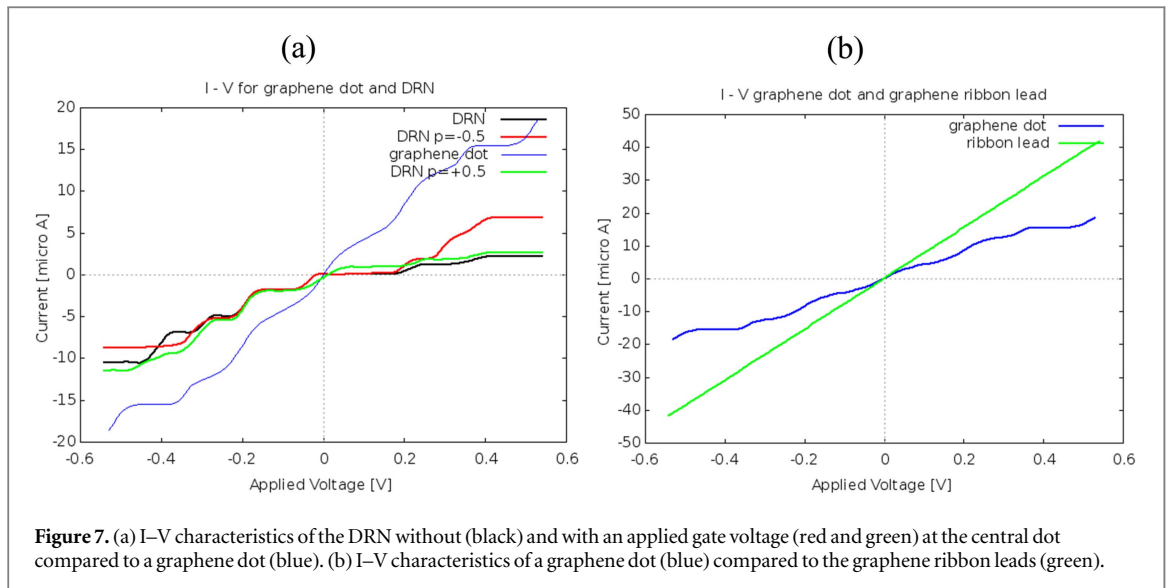 (a)
I - V for graphene dot and DRN
20
15
10
5
0
-5
-10
-15
-20
Current [micro A]
DRN
DRN p=-0.5
graphene dot
DRN p=+0.5
-0.6 -0.4 -0.2 0 0.2 0.4 0.6
Applied Voltage [V]
(b)
I - V graphene dot and graphene ribbon lead
50
40
30
20
10
0
-10
-20
-30
-40
-50
Current [micro A]
graphene dot
ribbon lead
-0.6 -0.4 -0.2 0 0.2 0.4 0.6
Applied Voltage [V]
Figure 7. (a) I–V characteristics of the DRN without (black) and with an applied gate voltage (red and green) at the central dot
compared to a graphene dot (blue). (b) I–V characteristics of a graphene dot (blue) compared to the graphene ribbon leads (green).